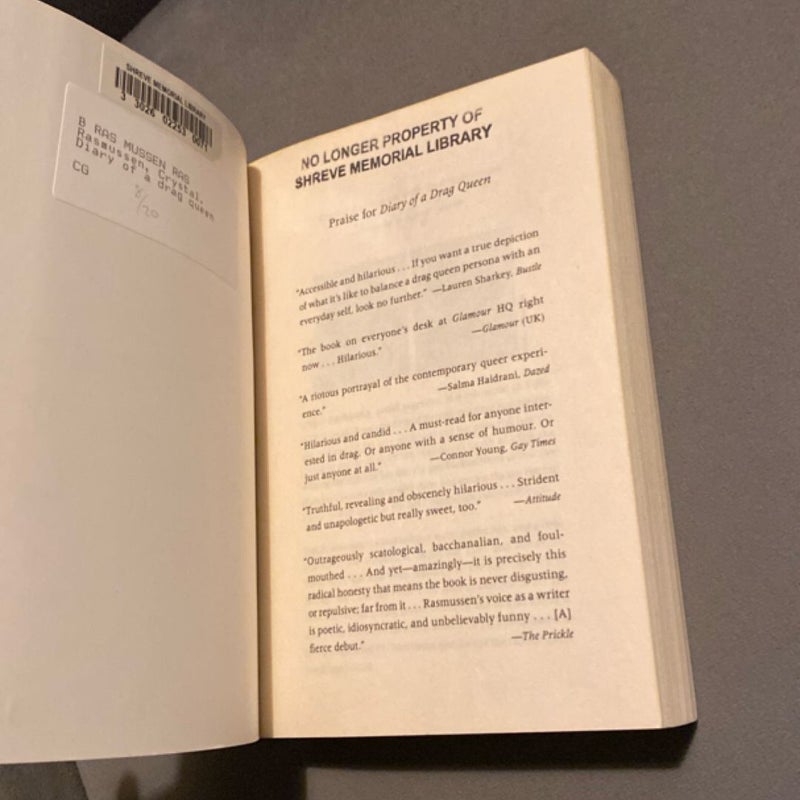 SHREVE MEMORIAL LIBRARY
3 3026 02253 0071
B RAS MUSSEN RAS
Rasmussen, Crystal.
Diary of a drag queen
CG
8/20
NO LONGER PROPERTY OF
SHREVE MEMORIAL LIBRARY
Praise for Diary of a Drag Queen
"Accessible and hilarious . . . If you want a true depiction
of what it's like to balance a drag queen persona with an
everyday self, look no further." —Lauren Sharkey, Bustle
"The book on everyone's desk at Glamour HQ right
now . . . Hilarious." —Glamour (UK)
"A riotous portrayal of the contemporary queer experi-
ence." —Salma Haidrani, Dazed
"Hilarious and candid . . . A must-read for anyone inter-
ested in drag. Or anyone with a sense of humour. Or
just anyone at all." —Connor Young, Gay Times
"Truthful, revealing and obscenely hilarious . . . Strident
and unapologetic but really sweet, too." —Attitude
"Outrageously scatological, bacchanalian, and foul-
mouthed . . . And yet—amazingly—it is precisely this
radical honesty that means the book is never disgusting,
or repulsive; far from it . . . Rasmussen's voice as a writer
is poetic, idiosyncratic, and unbelievably funny . . . [A]
fierce debut." —The Prickle